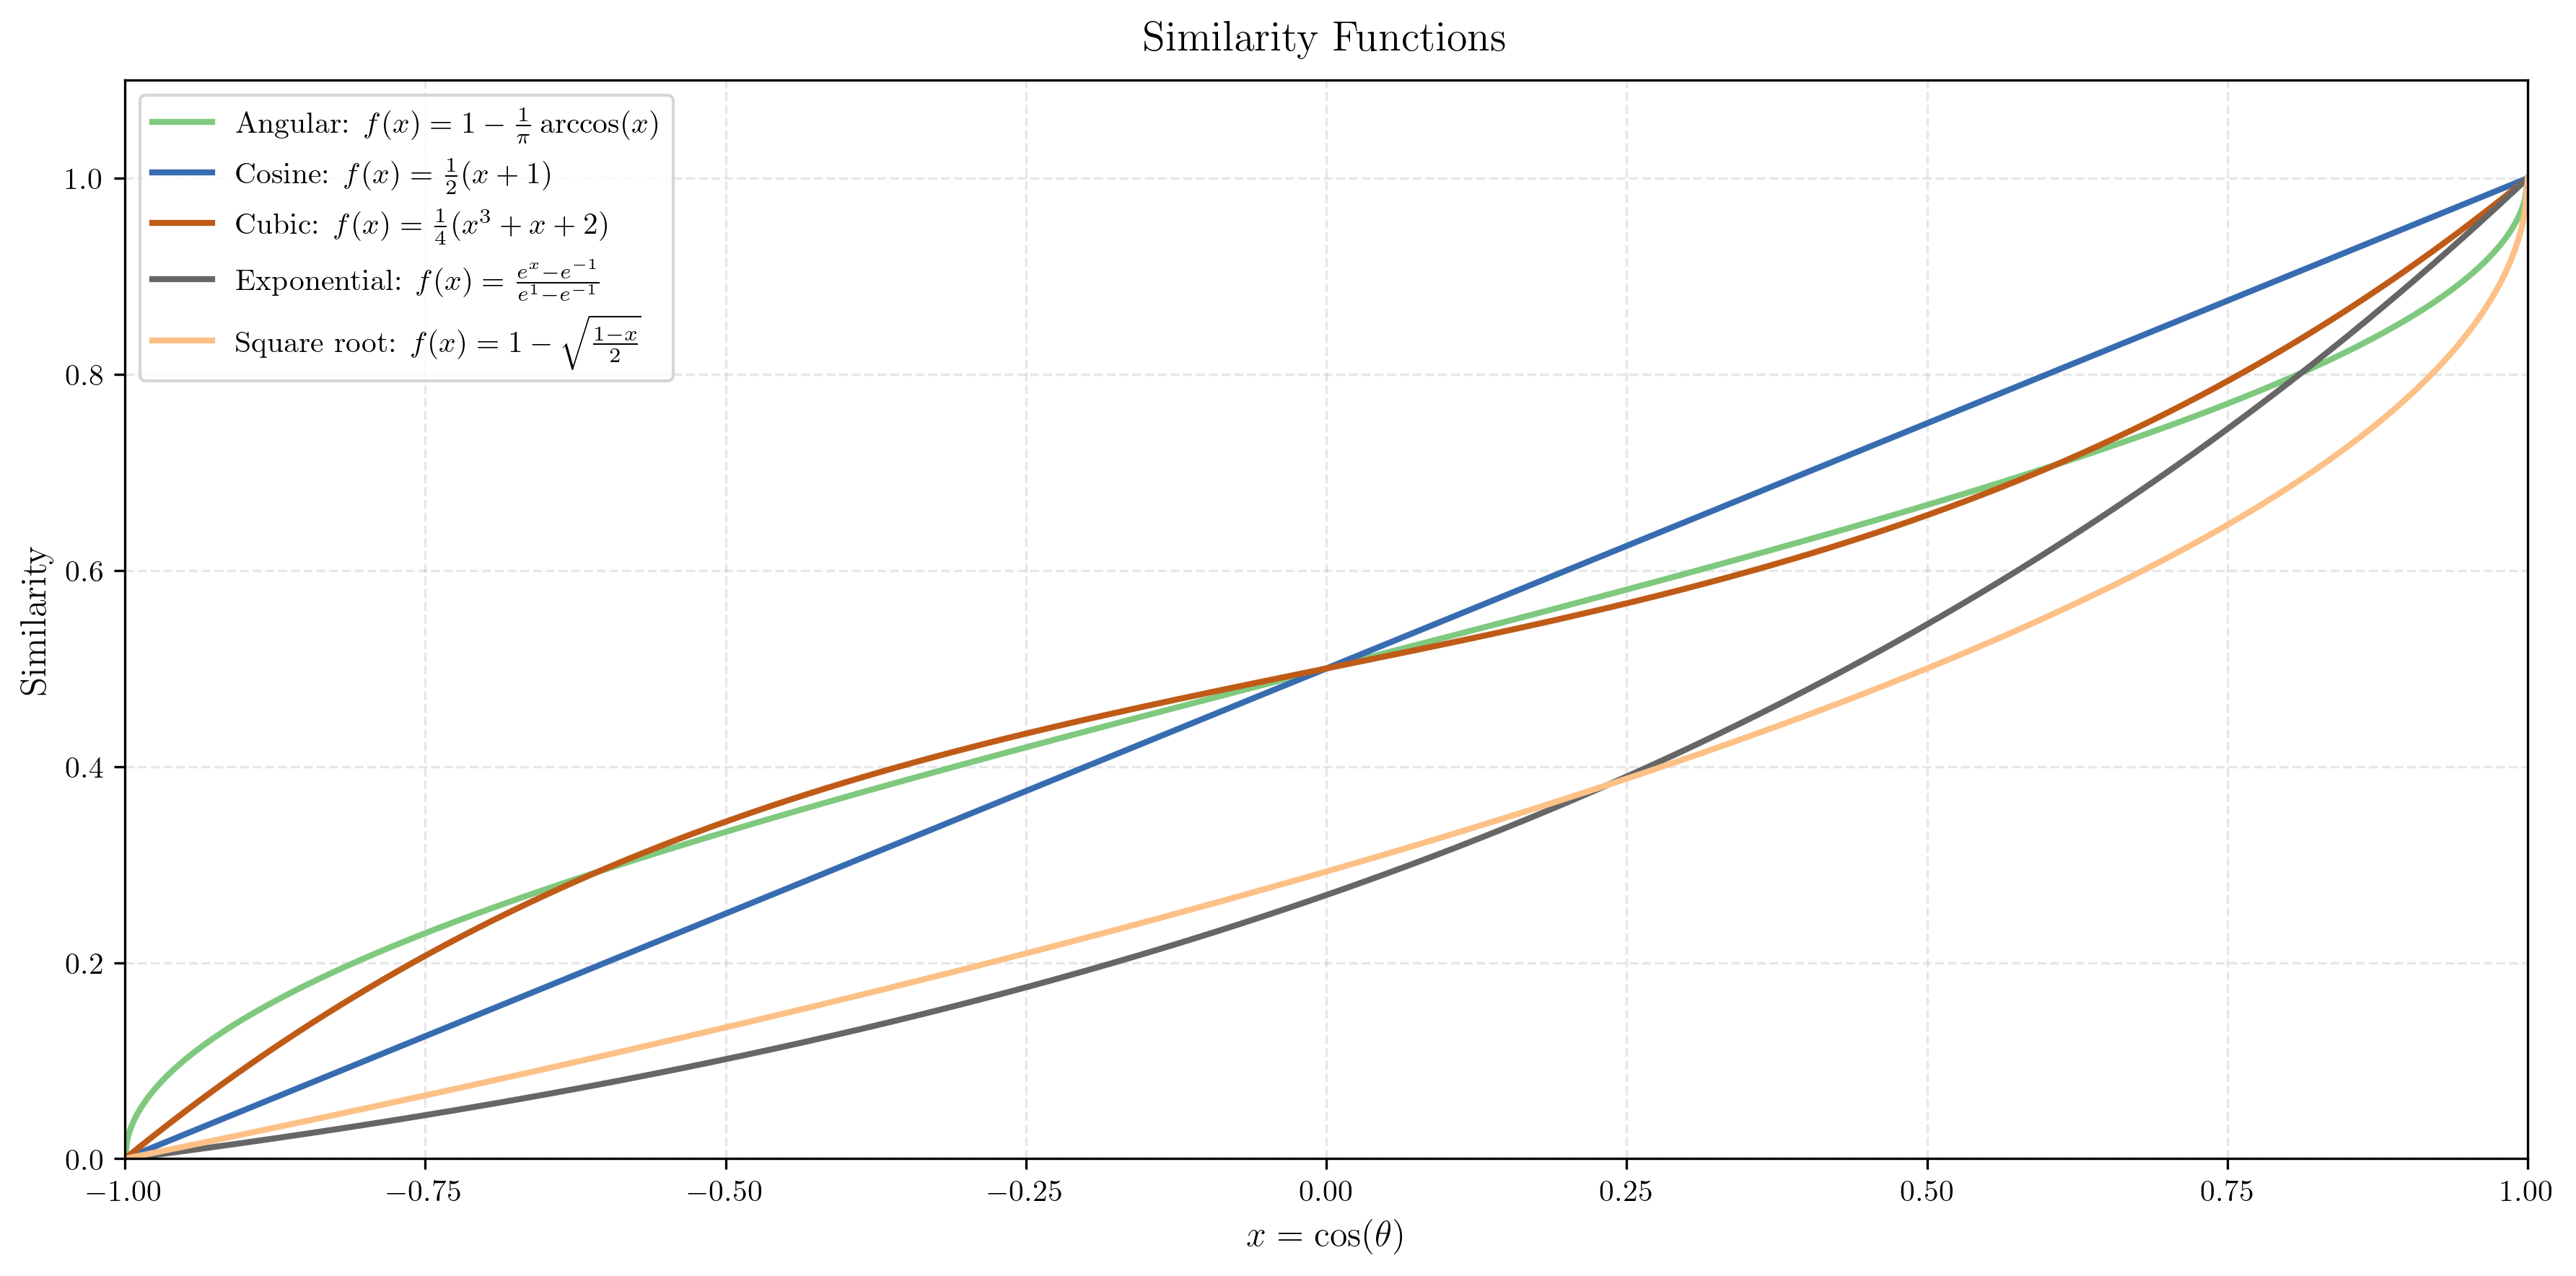 Similarity Functions
Angular: f(x) = 1 − 1/π arccos(x)
Cosine: f(x) = 1/2(x + 1)
Cubic: f(x) = 1/4(x³ + x + 2)
Exponential: f(x) = (eˣ−e⁻¹)/(e¹−e⁻¹)
Square root: f(x) = 1 − √((1−x)/2)
Similarity
1.0
0.8
0.6
0.4
0.2
0.0
−1.00 −0.75 −0.50 −0.25 0.00 0.25 0.50 0.75 1.00
x = cos(θ)